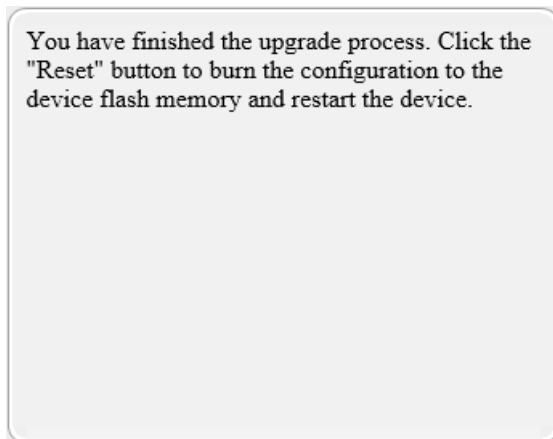 You have finished the upgrade process. Click the
"Reset" button to burn the configuration to the
device flash memory and restart the device.